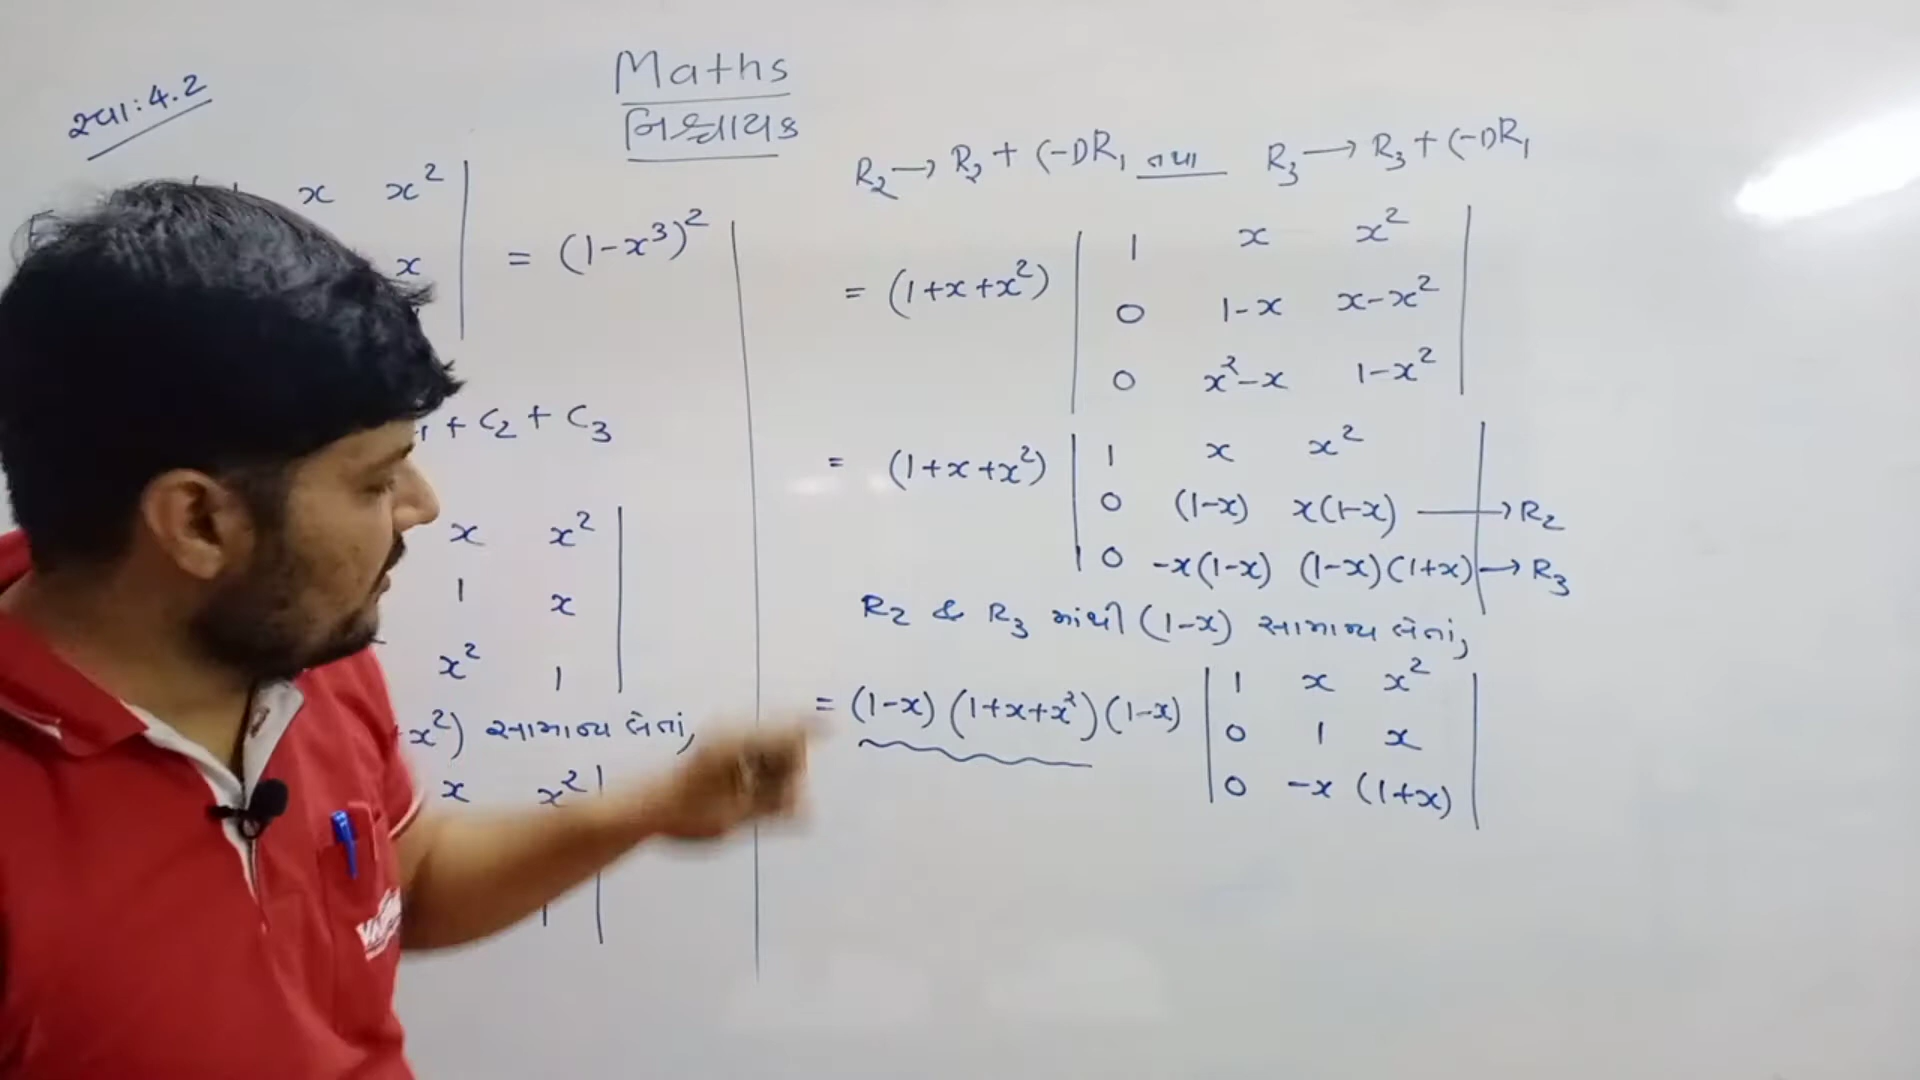 સ્વા: 4.2
Maths
નિશ્ચાયક
x x²
x = (1-x³)²
+ C₂ + C₃
x x²
1 x
x² 1
x²) સામાન્ય લેતાં,
x x²
R₂ → R₂ + (-1)R₁ તથા R₃ → R₃ + (-1)R₁
= (1+x+x²) | 1 x x² |
0 1-x x-x²
0 x²-x 1-x²
= (1+x+x²) | 1 x x² |
0 (1-x) x(1-x) → R₂
0 -x(1-x) (1-x)(1+x) → R₃
R₂ & R₃ માંથી (1-x) સામાન્ય લેતાં,
= (1-x) (1+x+x²) (1-x) | 1 x x² |
0 1 x
0 -x (1+x)